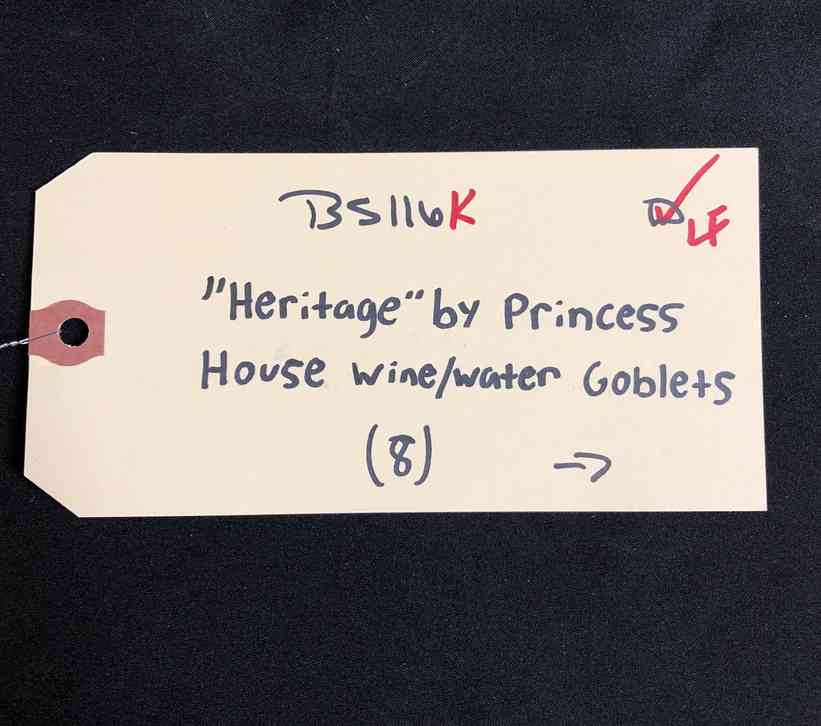 BS116K
LF
"Heritage" by Princess
House wine/water Goblets
(8) →